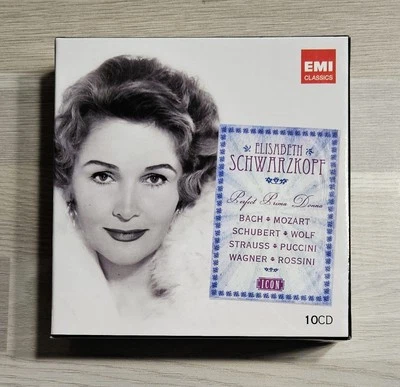 EMI
CLASSICS
ELISABETH
SCHWARZKOPF
Perfect Prima Donna
BACH ♦ MOZART
SCHUBERT ♦ WOLF
STRAUSS ♦ PUCCINI
WAGNER ♦ ROSSINI
ICON
10CD